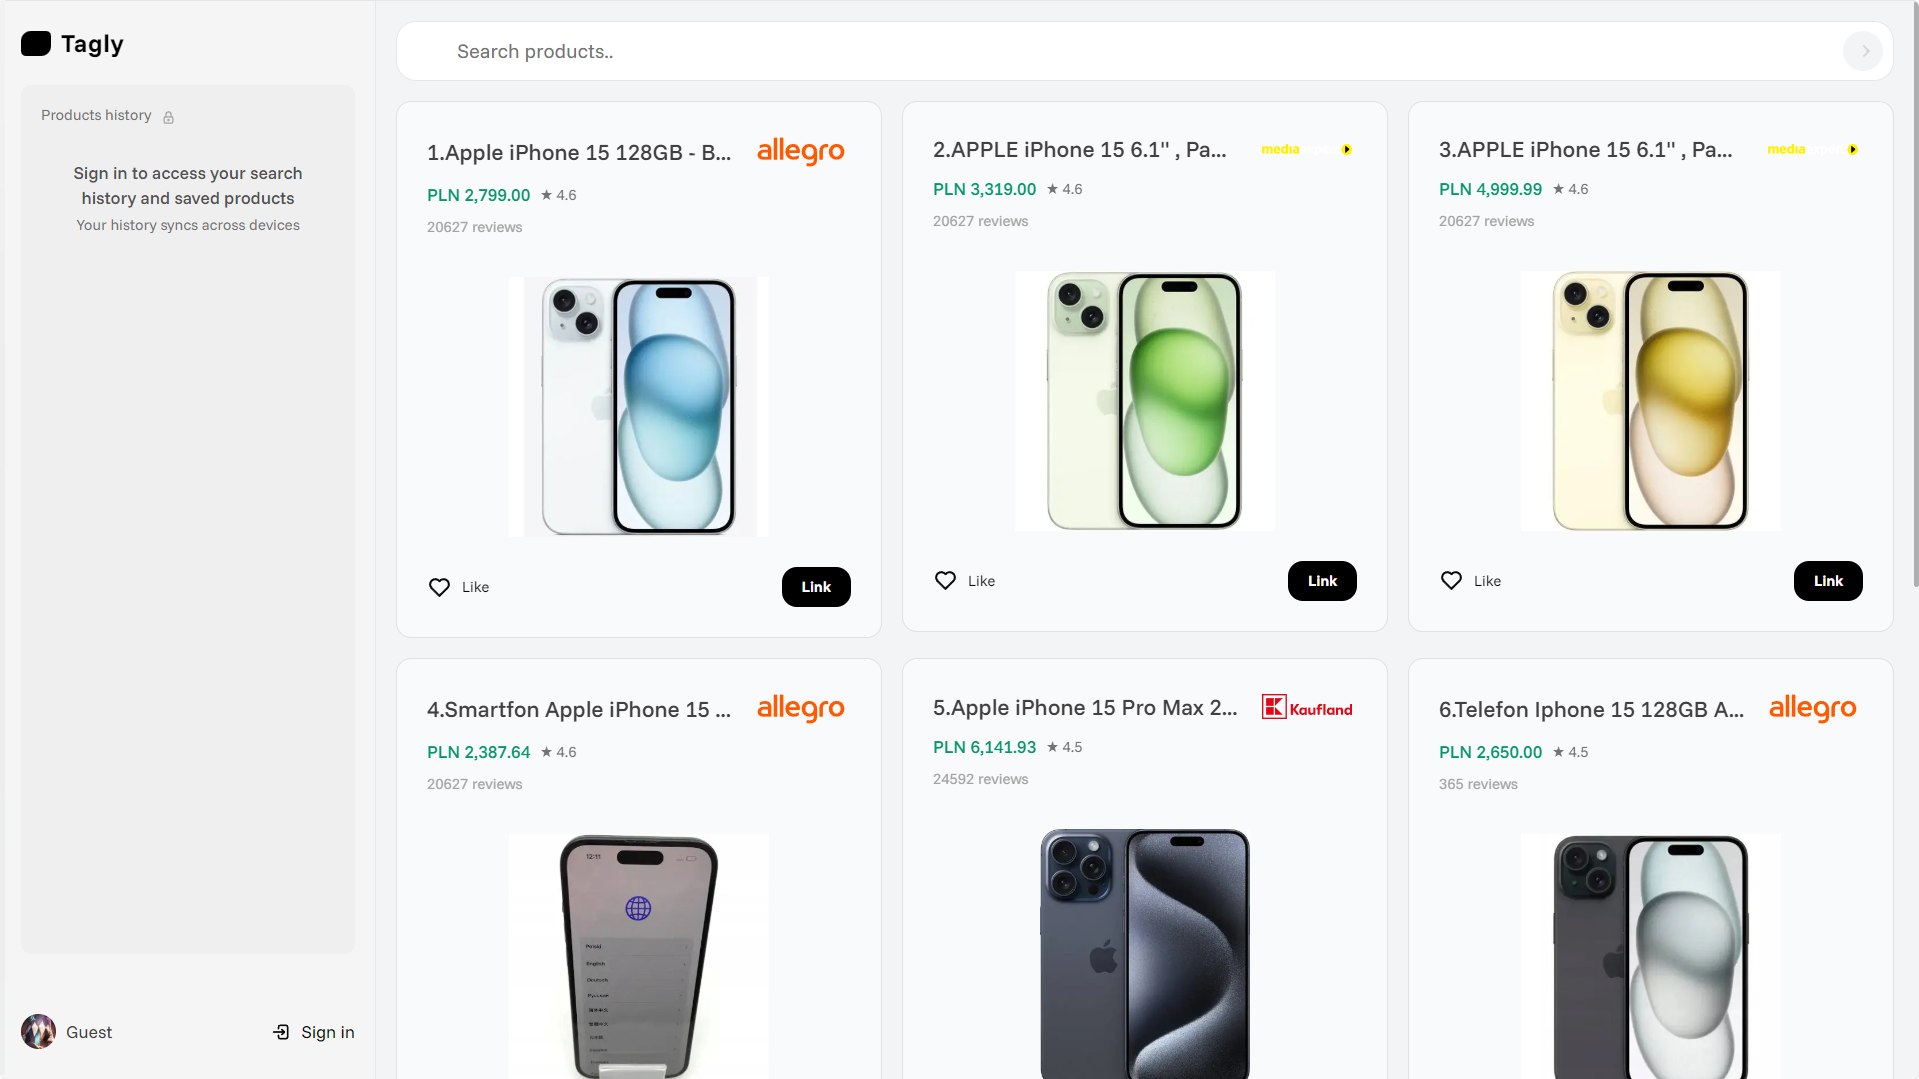 Tagly
Products history
Sign in to access your search
history and saved products
Your history syncs across devices
Guest
Sign in
Search products..
1.Apple iPhone 15 128GB - B...
allegro
PLN 2,799.00 ★ 4.6
20627 reviews
Like
Link
2.APPLE iPhone 15 6.1" , Pa...
media
PLN 3,319.00 ★ 4.6
20627 reviews
Like
Link
3.APPLE iPhone 15 6.1" , Pa...
media
PLN 4,999.99 ★ 4.6
20627 reviews
Like
Link
4.Smartfon Apple iPhone 15 ...
allegro
PLN 2,387.64 ★ 4.6
20627 reviews
12:11
Polski
English
Deutsch
Русский
5.Apple iPhone 15 Pro Max 2...
Kaufland
PLN 6,141.93 ★ 4.5
24592 reviews
6.Telefon Iphone 15 128GB A...
allegro
PLN 2,650.00 ★ 4.5
365 reviews